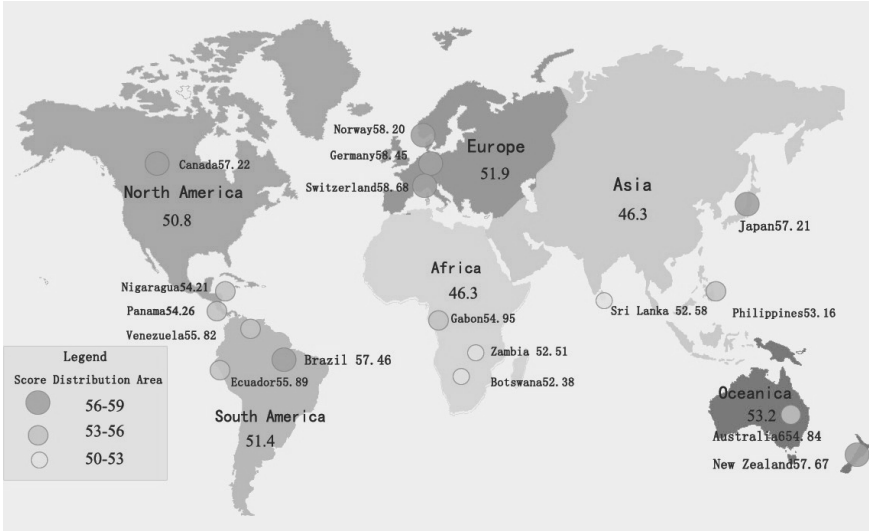 Norway58.20
Germany58.45
Europe
51.9
Switzerland58.68
Canada57.22
North America
50.8
Asia
46.3
Japan57.21
Africa
46.3
Nigaragua54.21
Panama54.26
Venezuela55.82
Gabon54.95
Sri Lanka 52.58
Philippines53.16
Brazil 57.46
Ecuador55.89
Zambia 52.51
Botswana52.38
South America
51.4
Oceanica
53.2
Australia654.84
New Zealand57.67
Legend
Score Distribution Area
56-59
53-56
50-53